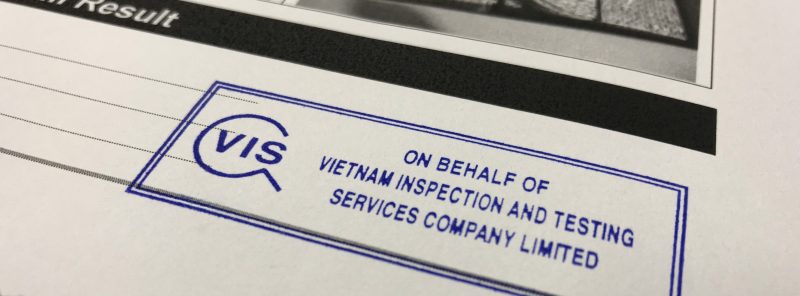 Result
VIS
ON BEHALF OF
VIETNAM INSPECTION AND TESTING
SERVICES COMPANY LIMITED